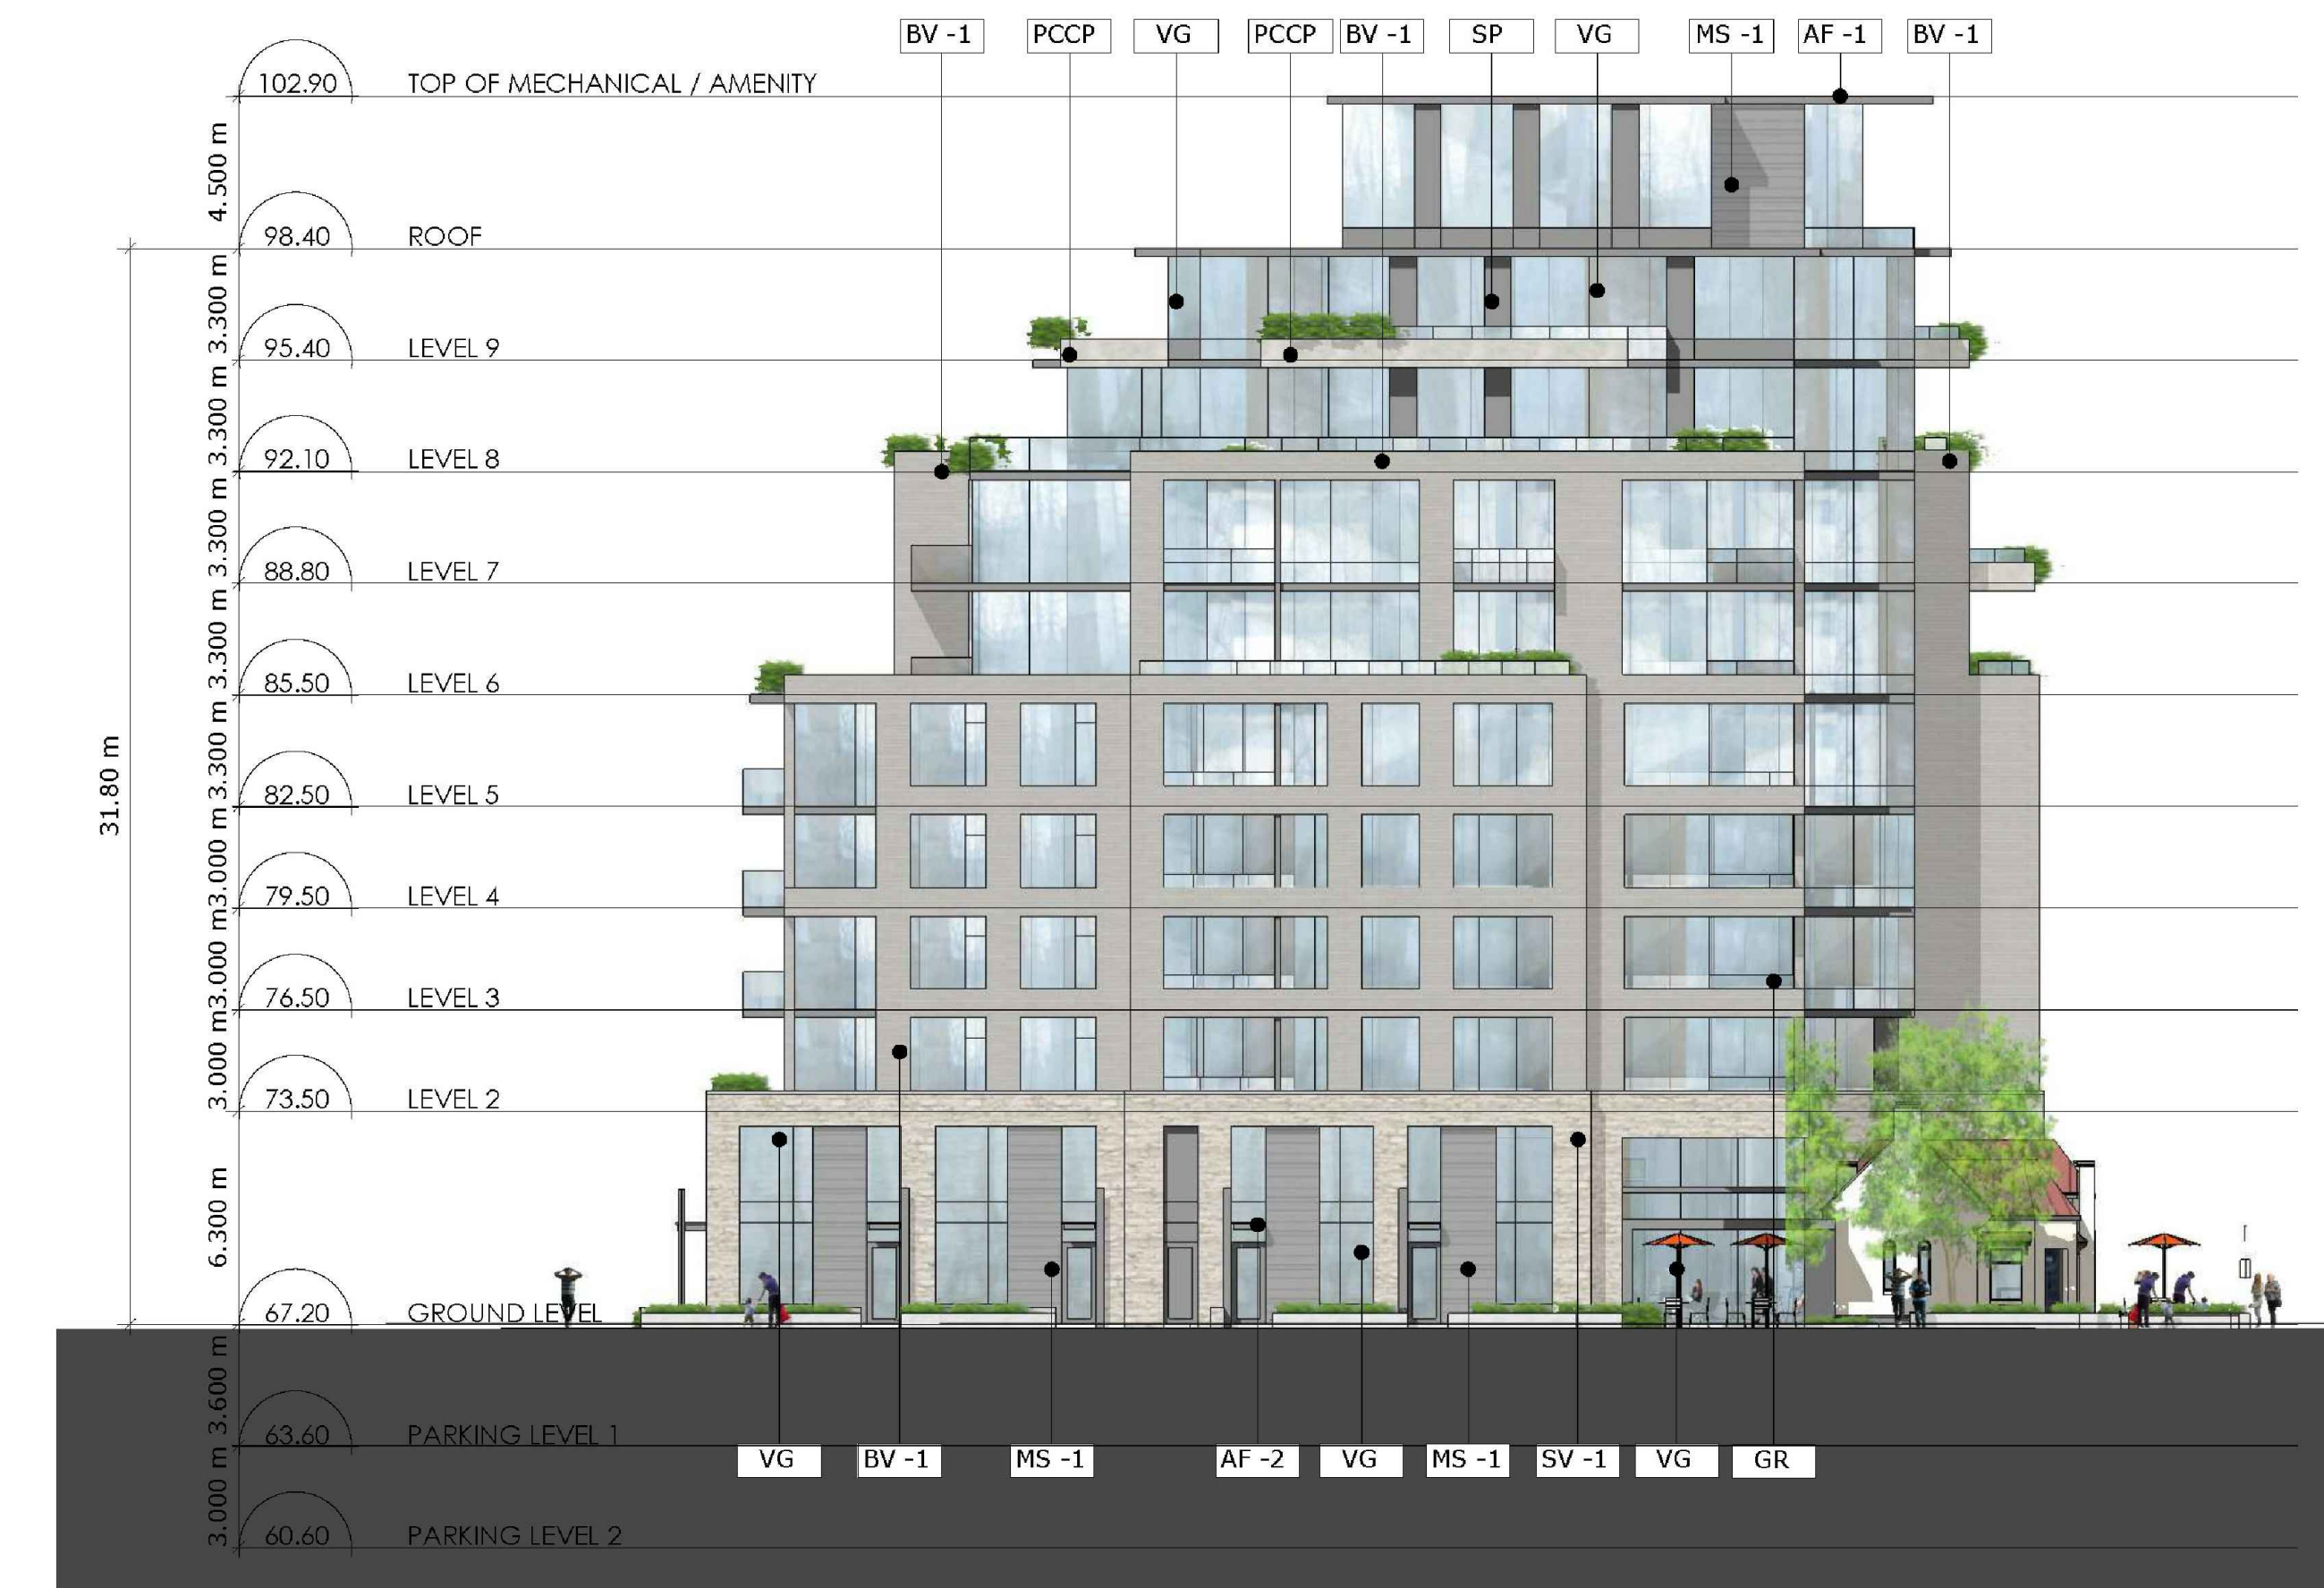 BV -1 PCCP VG PCCP BV -1 SP VG MS -1 AF -1 BV -1
102.90 TOP OF MECHANICAL / AMENITY
4.500 m
98.40 ROOF
3.300 m
95.40 LEVEL 9
3.300 m
92.10 LEVEL 8
3.300 m
88.80 LEVEL 7
3.300 m
85.50 LEVEL 6
3.300 m
31.80 m
82.50 LEVEL 5
3.000 m
79.50 LEVEL 4
3.000 m
76.50 LEVEL 3
3.000 m
73.50 LEVEL 2
6.300 m
67.20 GROUND LEVEL
3.600 m
63.60 PARKING LEVEL 1
VG BV -1 MS -1 AF -2 VG MS -1 SV -1 VG GR
3.000 m
60.60 PARKING LEVEL 2